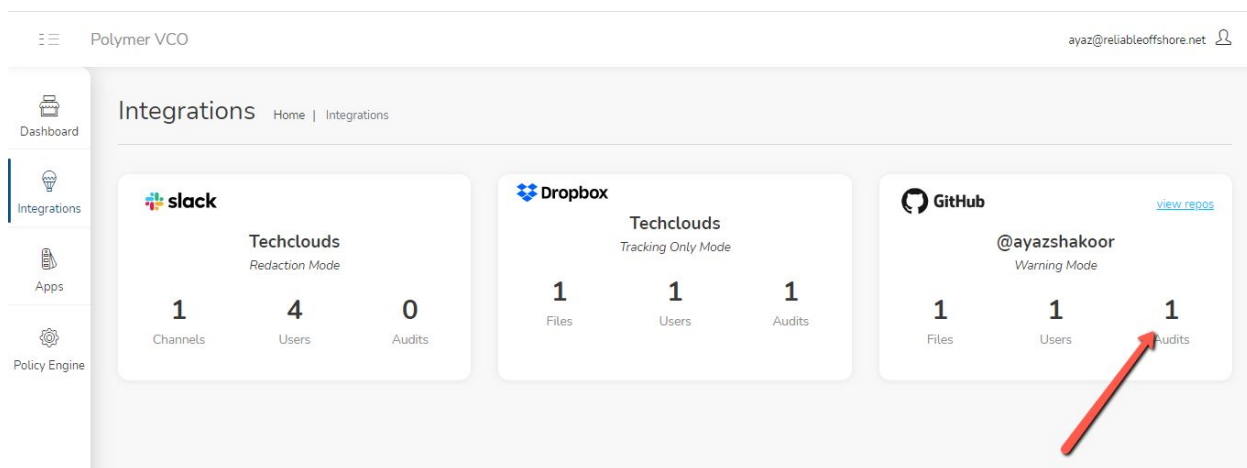 Polymer VCO
ayaz@reliableoffshore.net
Dashboard
Integrations
Apps
Policy Engine
Integrations Home | Integrations
slack
Techclouds
Redaction Mode
1 4 0
Channels Users Audits
Dropbox
Techclouds
Tracking Only Mode
1 1 1
Files Users Audits
GitHub view repos
@ayazshakoor
Warning Mode
1 1 1
Files Users Audits